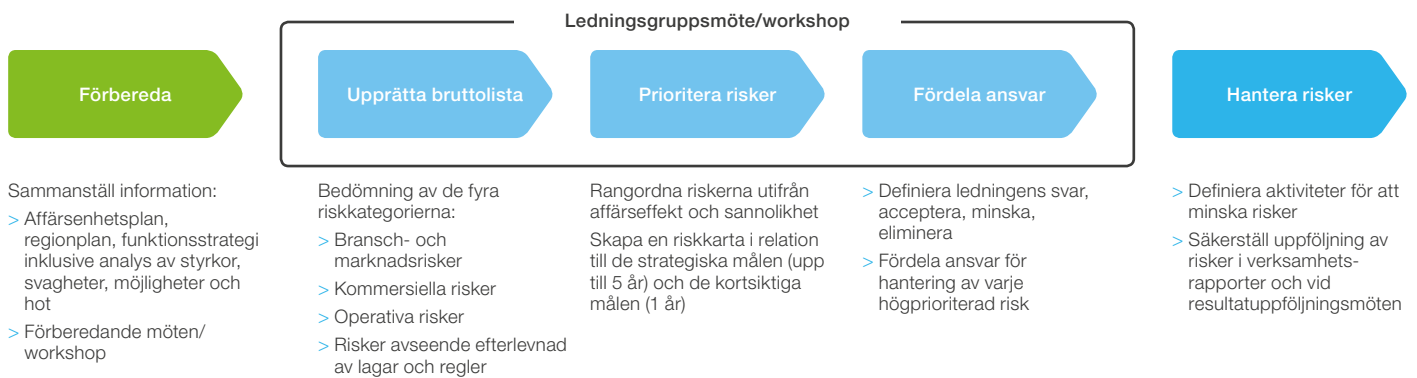 Ledningsgruppsmöte/workshop
Förbereda
Upprätta bruttolista
Prioritera risker
Fördela ansvar
Hantera risker
Sammanställ information:
> Affärsenhetsplan,
regionplan, funktionsstrategi
inklusive analys av styrkor,
svagheter, möjligheter och
hot
> Förberedande möten/
workshop
Bedömning av de fyra
riskkategorierna:
> Bransch- och
marknadsrisker
> Kommersiella risker
> Operativa risker
> Risker avseende efterlevnad
av lagar och regler
Rangordna riskerna utifrån
affärseffekt och sannolikhet
Skapa en riskkarta i relation
till de strategiska målen (upp
till 5 år) och de kortsiktiga
målen (1 år)
> Definiera ledningens svar,
acceptera, minska,
eliminera
> Fördela ansvar för
hantering av varje
högprioriterad risk
> Definiera aktiviteter för att
minska risker
> Säkerställ uppföljning av
risker i verksamhets-
rapporter och vid
resultatuppföljningsmöten